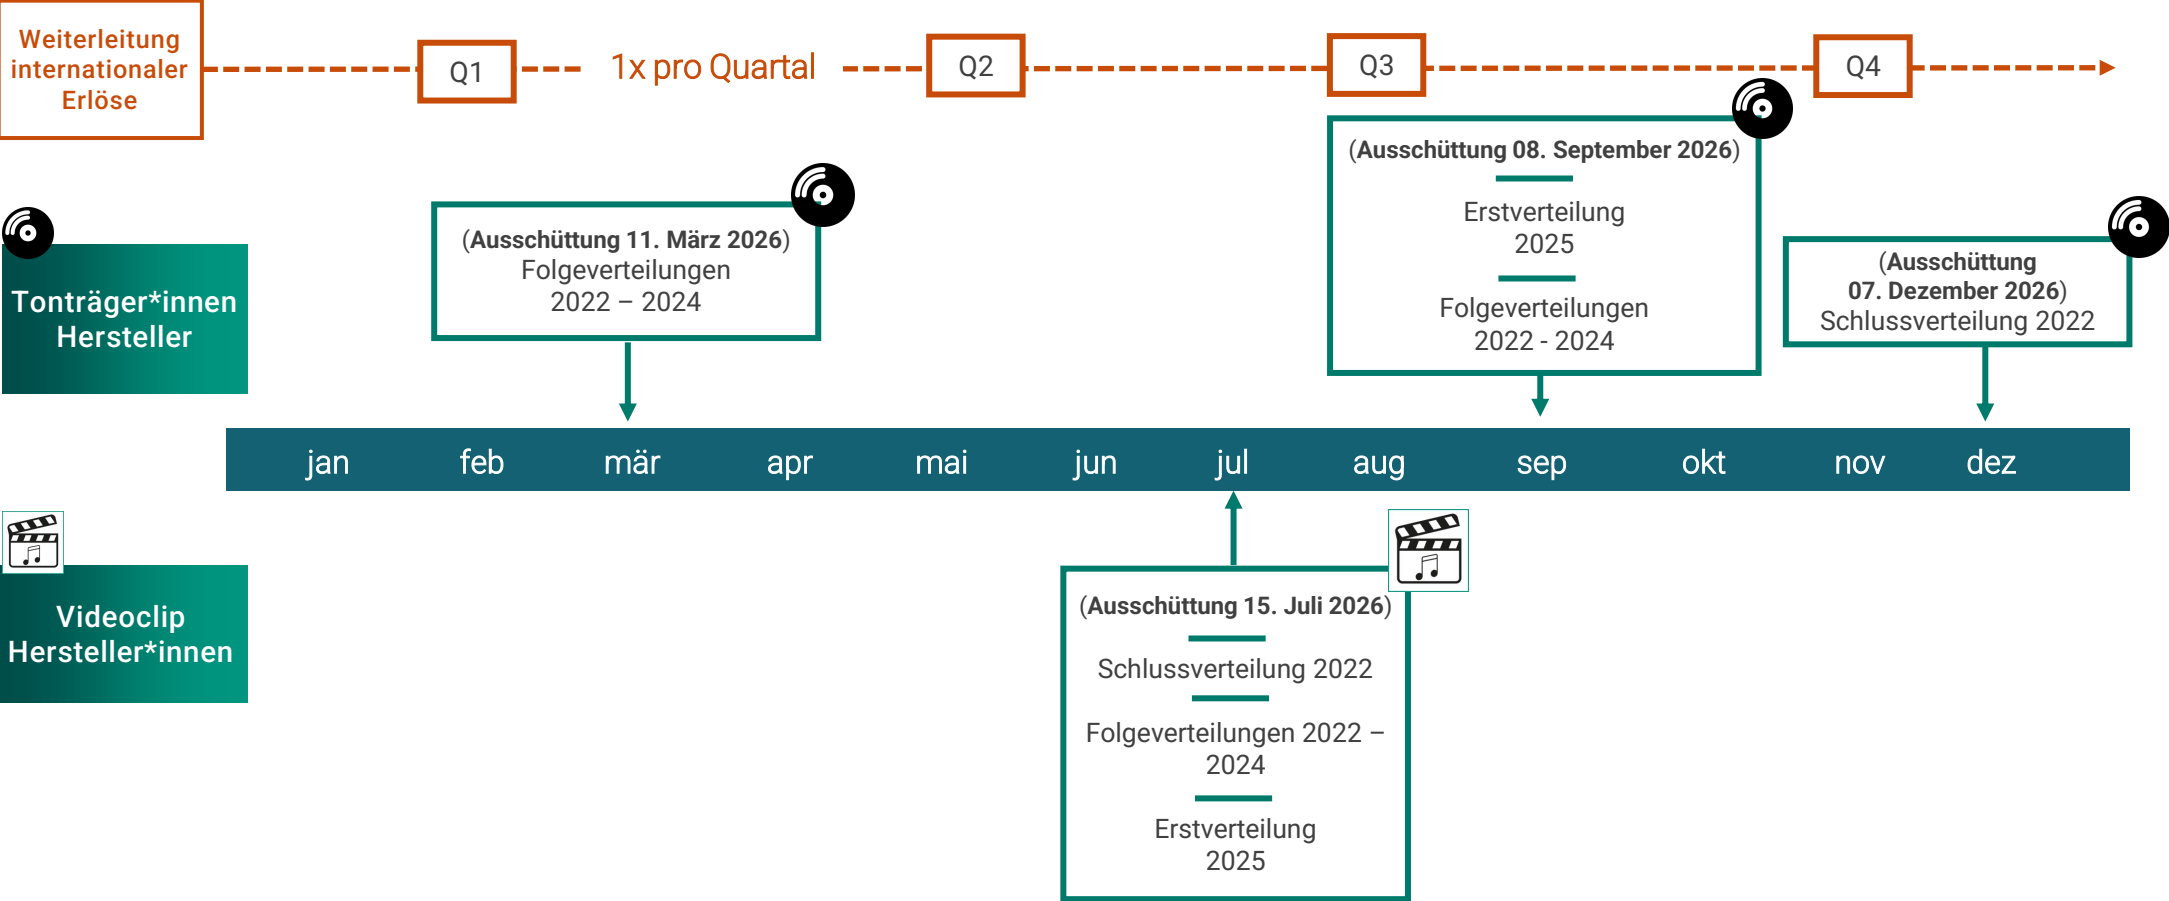 Weiterleitung
internationaler
Erlöse
Q1
1x pro Quartal
Q2
Q3
Q4
(Ausschüttung 11. März 2026)
Folgeverteilungen
2022 – 2024
(Ausschüttung 08. September 2026)
Erstverteilung
2025
Folgeverteilungen
2022 - 2024
(Ausschüttung
07. Dezember 2026)
Schlussverteilung 2022
Tonträger*innen
Hersteller
jan feb mär apr mai jun jul aug sep okt nov dez
Videoclip
Hersteller*innen
(Ausschüttung 15. Juli 2026)
Schlussverteilung 2022
Folgeverteilungen 2022 –
2024
Erstverteilung
2025